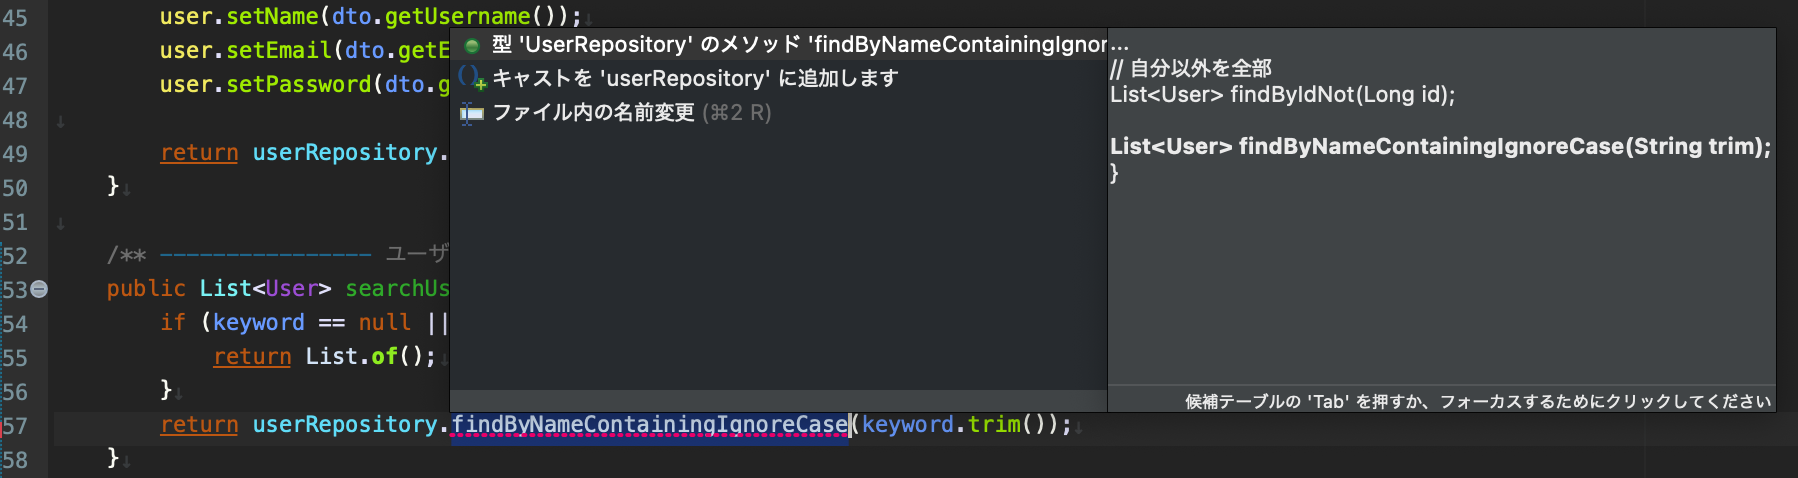 45 user.setName(dto.getUsername());↓
46 user.setEmail(dto.getE
47 user.setPassword(dto.g
48 ↓
49 return userRepository.
50 }↓
51 ↓
52 /** ---------------- ユーザ
53 public List<User> searchUs
54 if (keyword == null ||
55 return List.of();↓
56 }↓
57 return userRepository.findByNameContainingIgnoreCase(keyword.trim());↓
58 }↓
型 'UserRepository' のメソッド 'findByNameContainingIgnor
キャストを 'userRepository' に追加します
ファイル内の名前変更 (⌘2 R)
...
// 自分以外を全部
List<User> findByIdNot(Long id);
List<User> findByNameContainingIgnoreCase(String trim);
}
候補テーブルの 'Tab' を押すか、フォーカスするためにクリックしてください